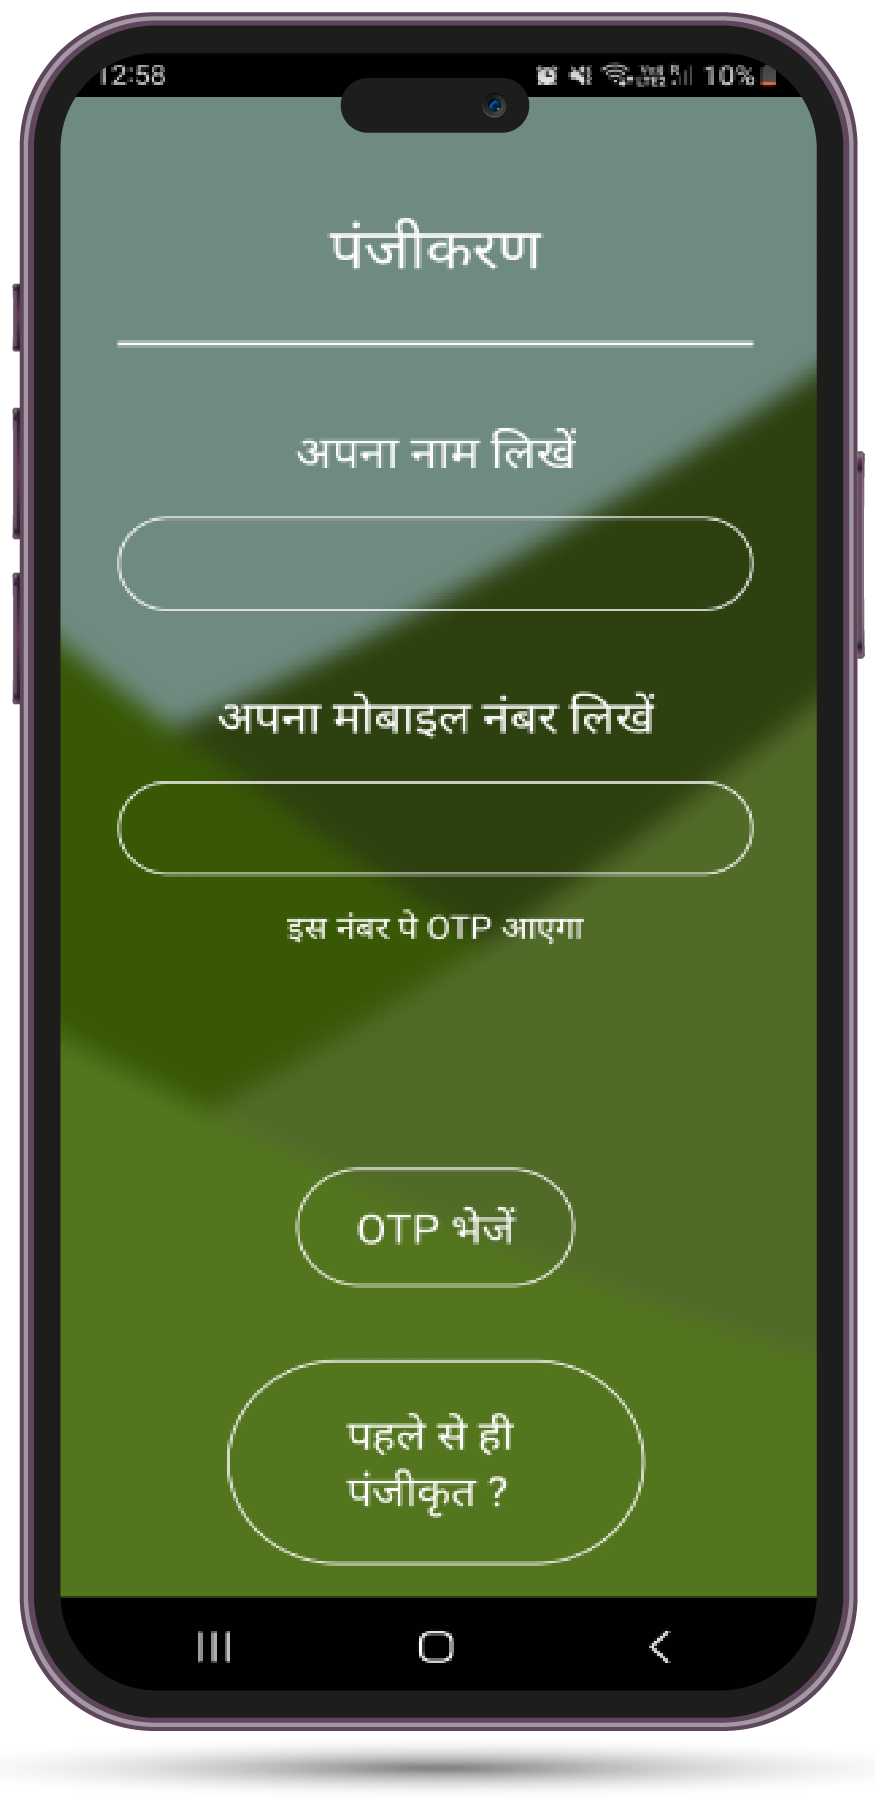 12:58 10%
पंजीकरण
अपना नाम लिखें
अपना मोबाइल नंबर लिखें
इस नंबर पे OTP आएगा
OTP भेजें
पहले से ही
पंजीकृत ?